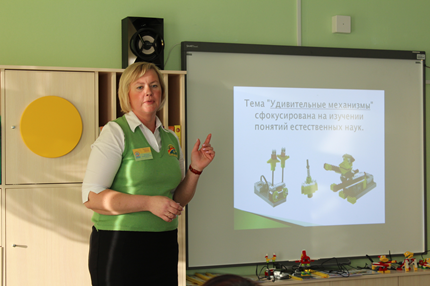 Тема "Удивительные механизмы"
сфокусирована на изучении
понятий естественных наук.